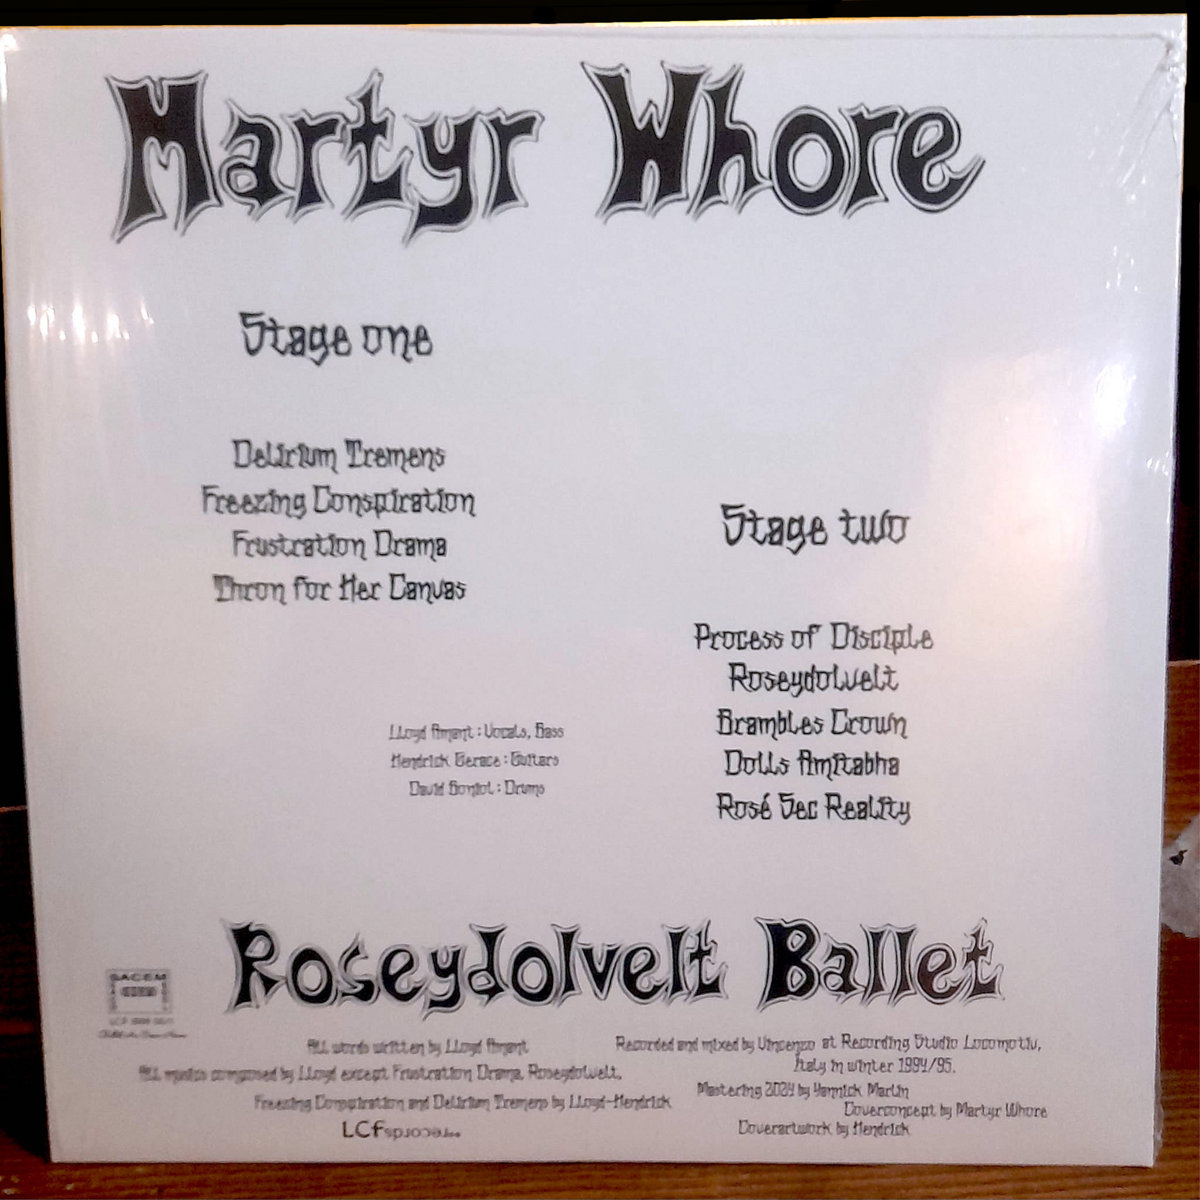 Martyr Whore
Stage one
Delirium Tremens
Freezing Conspiration
Frustration Drama
Thron for Her Canvas
Stage two
Process of Disciple
Roseydolvelt
Brambles Crown
Dolls Amitabha
Rosé Sec Reality
Lloyd Amant : Vocals, Bass
Hendrick Gerace : Guitars
David Boniol : Drums
Roseydolvelt Ballet
SACEM
All words written by Lloyd Amant
All musics composed by Lloyd except Frustration Drama, Roseydolvelt,
Freezing Conspiration and Delirium Tremens by Lloyd-Hendrick
LCF records
Recorded and mixed by Vincenzo at Recording Studio Locomotiv,
Italy in winter 1994/95.
Mastering 2024 by Yannick Martin
Coverconcept by Martyr Whore
Coverartwork by Hendrick